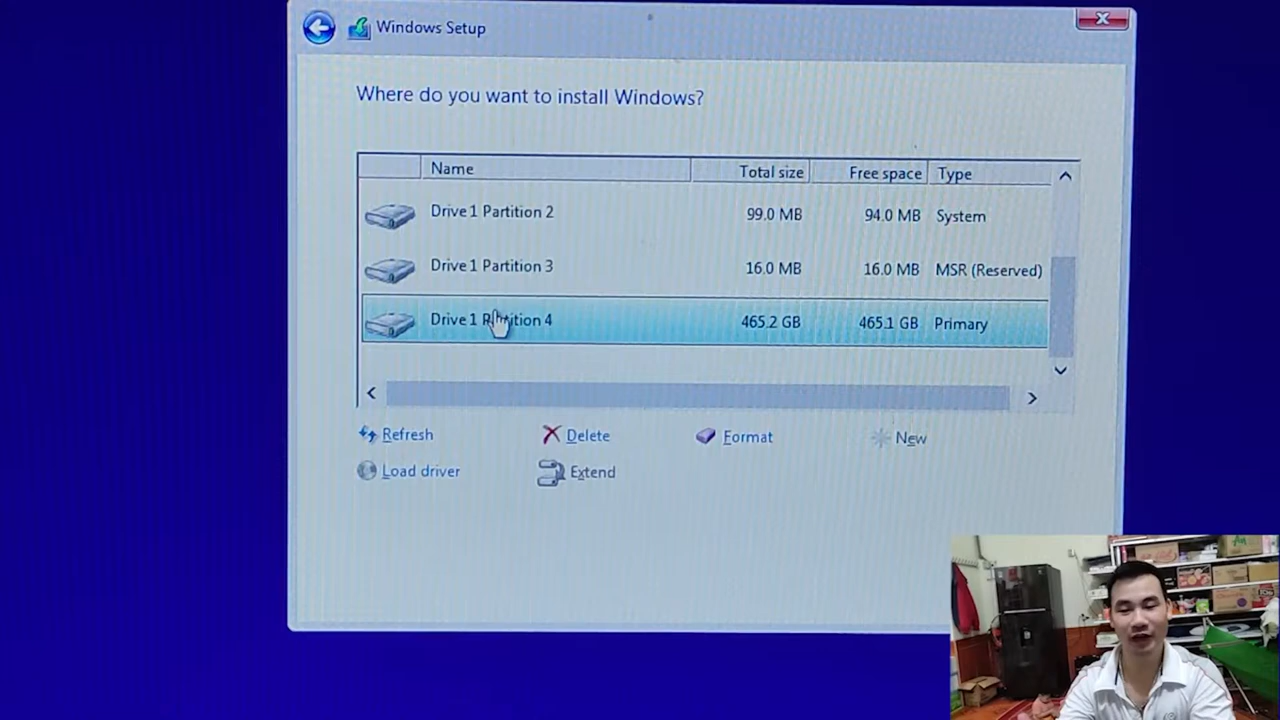 Windows Setup
Where do you want to install Windows?
Name Total size Free space Type
Drive 1 Partition 2 99.0 MB 94.0 MB System
Drive 1 Partition 3 16.0 MB 16.0 MB MSR (Reserved)
Drive 1 Partition 4 465.2 GB 465.1 GB Primary
Refresh Delete Format New
Load driver Extend